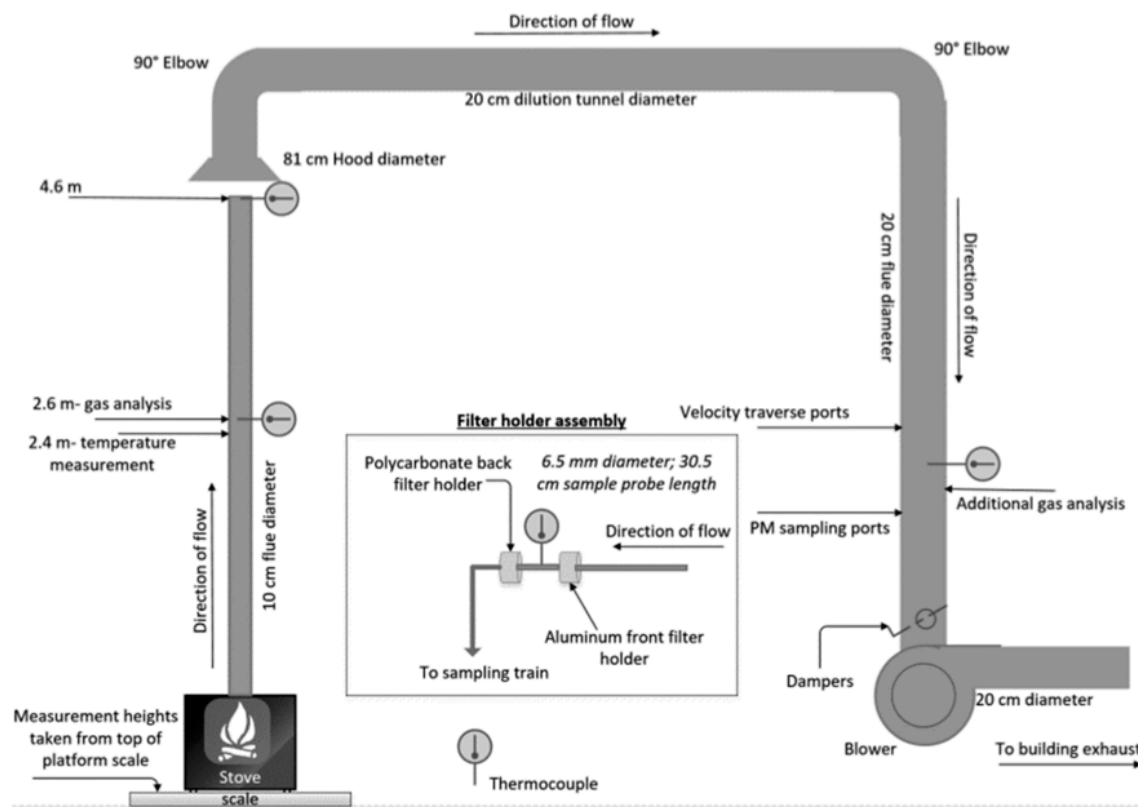 Direction of flow
90° Elbow
90° Elbow
20 cm dilution tunnel diameter
81 cm Hood diameter
4.6 m
20 cm flue diameter
Direction of flow
2.6 m- gas analysis
2.4 m- temperature
measurement
Direction of flow
10 cm flue diameter
Filter holder assembly
Polycarbonate back
filter holder
6.5 mm diameter; 30.5
cm sample probe length
Direction of flow
Aluminum front filter
holder
To sampling train
Velocity traverse ports
Additional gas analysis
PM sampling ports
Dampers
20 cm diameter
Blower
To building exhaust
Measurement heights
taken from top of
platform scale
Stove
scale
Thermocouple